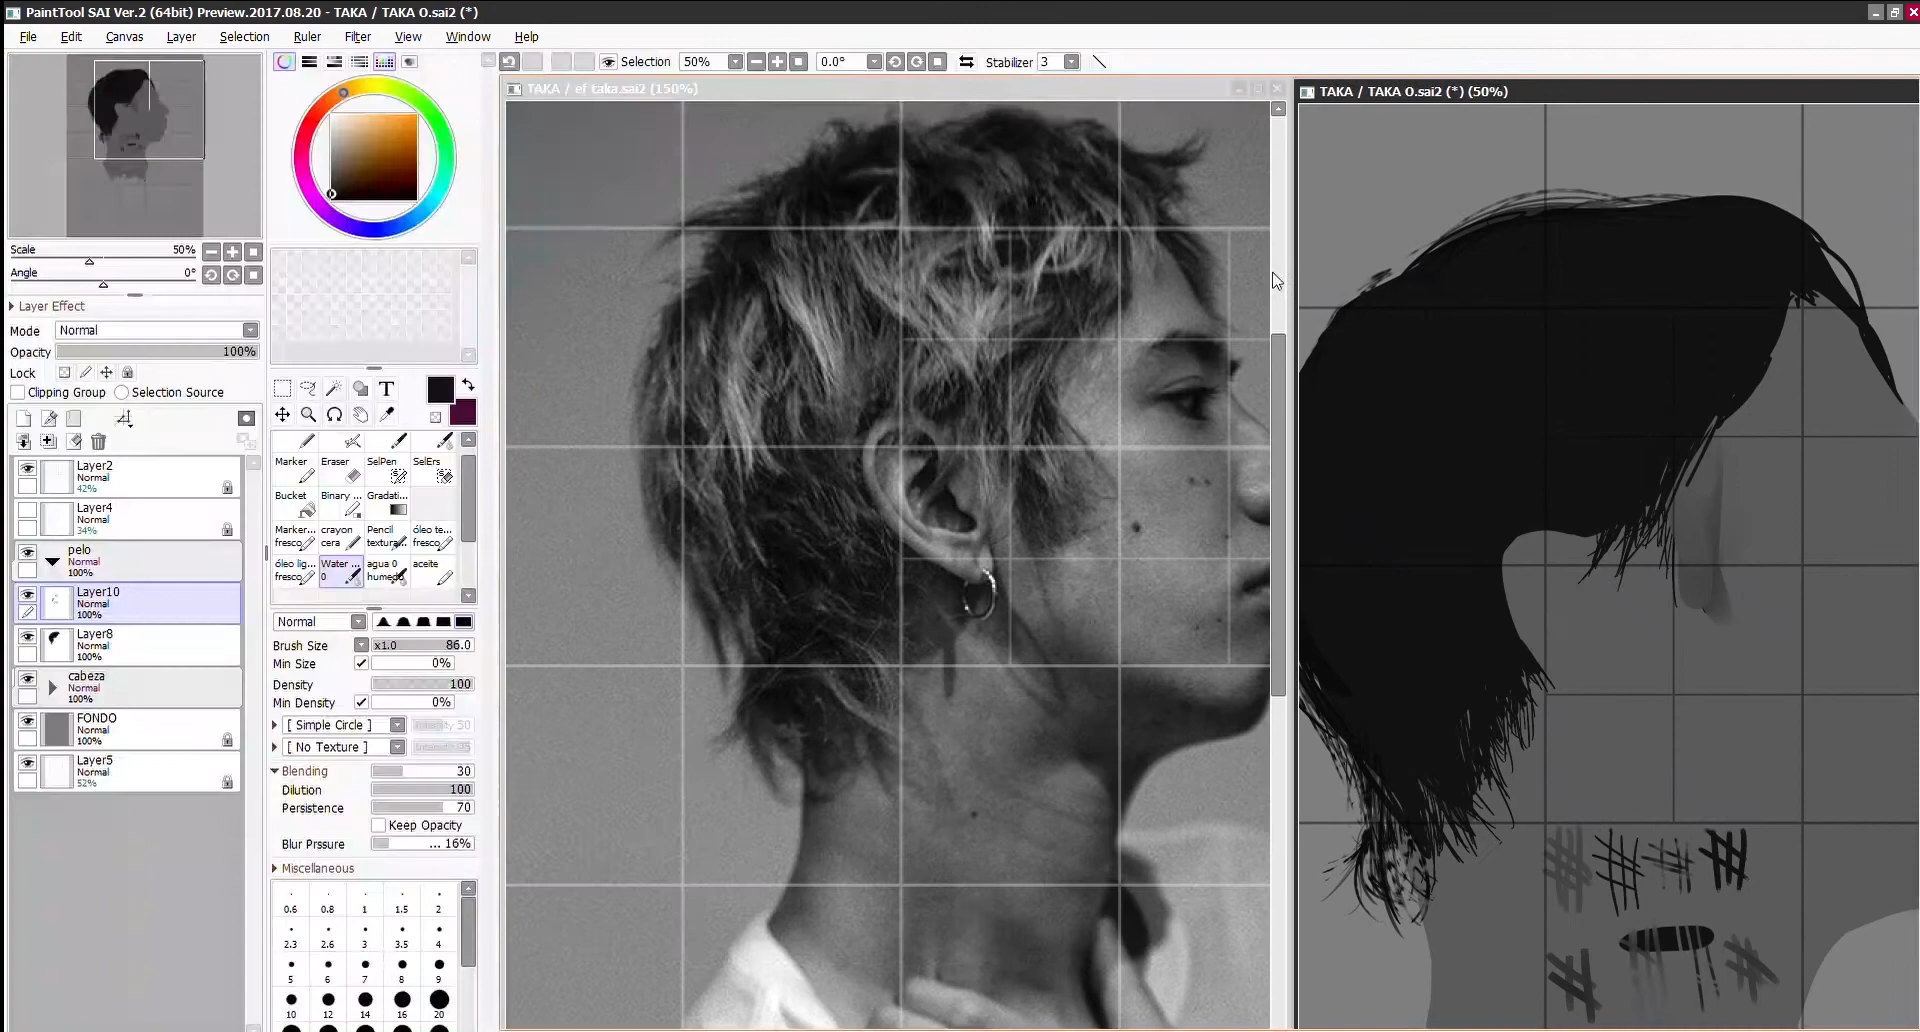 PaintTool SAI Ver.2 (64bit) Preview.2017.08.20 - TAKA / TAKA O.sai2 (*)
File Edit Canvas Layer Selection Ruler Filter View Window Help
Selection 50% 0.0° Stabilizer 3
TAKA / ef taka.sai2 (150%)
TAKA / TAKA O.sai2 (*) (50%)
Scale 50%
Angle 0°
Layer Effect
Mode Normal
Opacity 100%
Lock
Clipping Group Selection Source
Layer2
Normal
42%
Layer4
Normal
34%
pelo
Normal
100%
Layer10
Normal
100%
Layer8
Normal
100%
cabeza
Normal
100%
FONDO
Normal
100%
Layer5
Normal
52%
T
Marker Eraser SelPen SelErs
Bucket Binary ... Gradati...
Marker... crayon Pencil óleo te...
fresco cera textura... fresco
óleo lig... Water ... agua 0 aceite
fresco 0 humedo
Normal
Brush Size x1.0 86.0
Min Size 0%
Density 100
Min Density 0%
[ Simple Circle ] Intensity 50
[ No Texture ]
Blending 30
Dilution 100
Persistence 70
Keep Opacity
Blur Prssure ... 16%
Miscellaneous
0.6 0.8 1 1.5 2
2.3 2.6 3 3.5 4
5 6 7 8 9
10 12 14 16 20